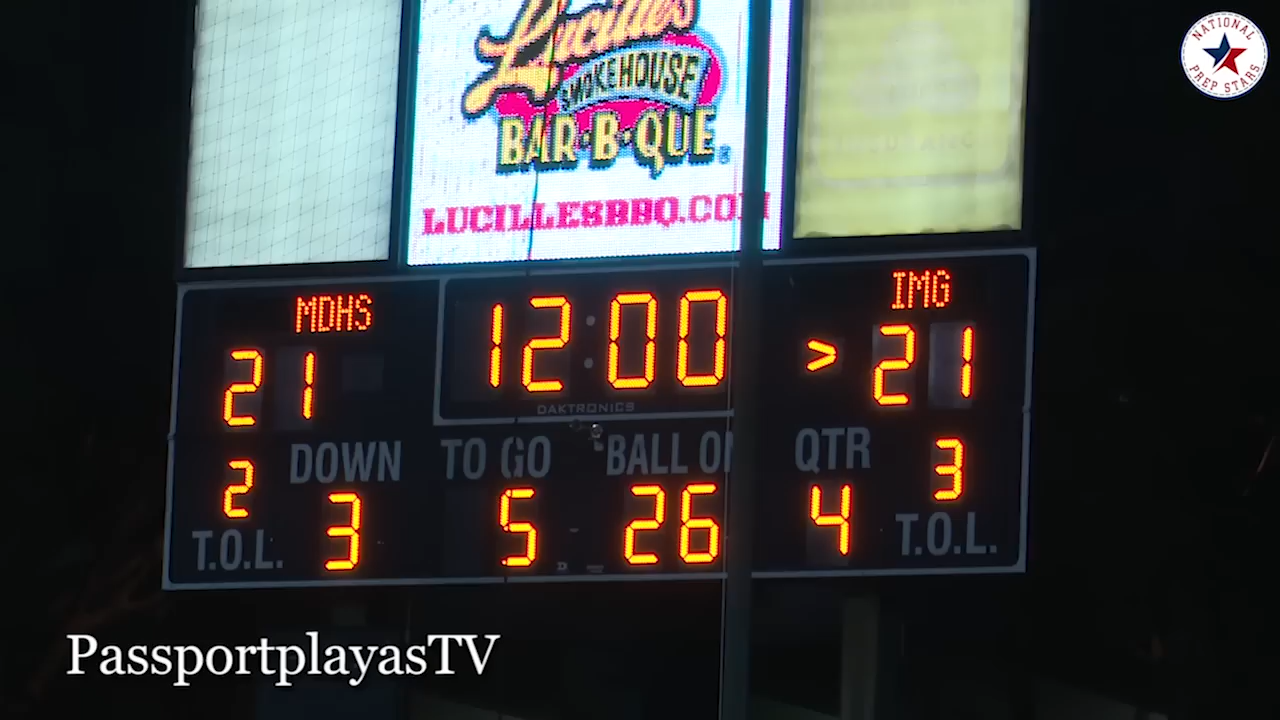 Lucille's
SMOKEHOUSE
BAR·B·QUE®
LUCILLESBBQ.COM
NATIONAL
PREP STARS
MDHS
12:00
IMG
21
> 21
DAKTRONICS
DOWN
TO GO
BALL ON
QTR
2
3
5
26
4
3
T.O.L.
T.O.L.
PassportplayasTV